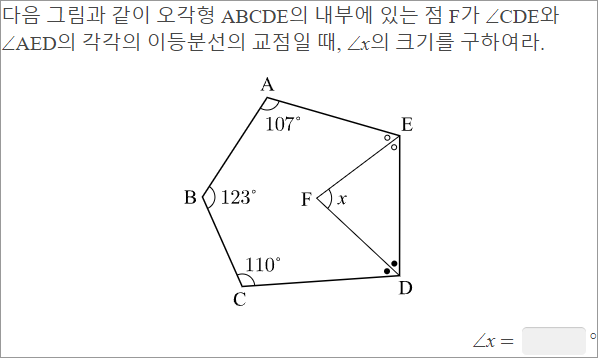 다음 그림과 같이 오각형 ABCDE의 내부에 있는 점 F가 ∠CDE와
∠AED의 각각의 이등분선의 교점일 때, ∠x의 크기를 구하여라.
A
107°
E
B
123°
F
x
110°
C
D
∠x = °